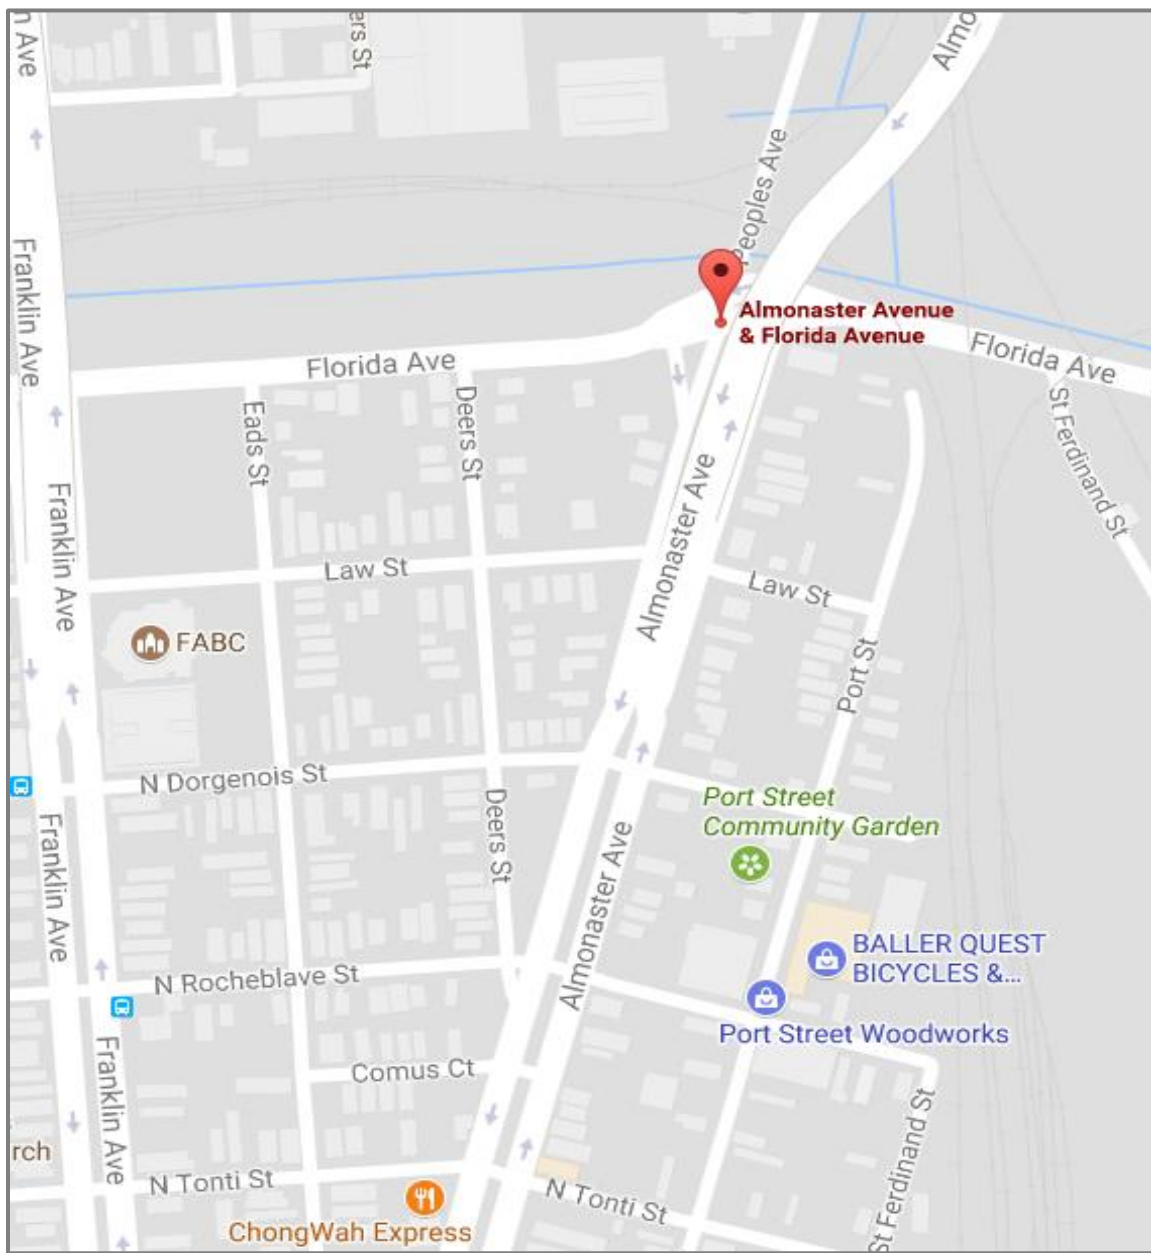 n Ave
ers St
Almo
Peoples Ave
Franklin Ave
Almonaster Avenue
& Florida Avenue
Florida Ave
Florida Ave
Eads St
Deers St
St Ferdinand St
Franklin Ave
Almonaster Ave
Law St
Law St
FABC
Port St
N Dorgenois St
Port Street
Community Garden
Deers St
Franklin Ave
Almonaster Ave
BALLER QUEST
BICYCLES &...
N Rocheblave St
Port Street Woodworks
Comus Ct
Franklin Ave
St Ferdinand St
rch
N Tonti St
N Tonti St
ChongWah Express